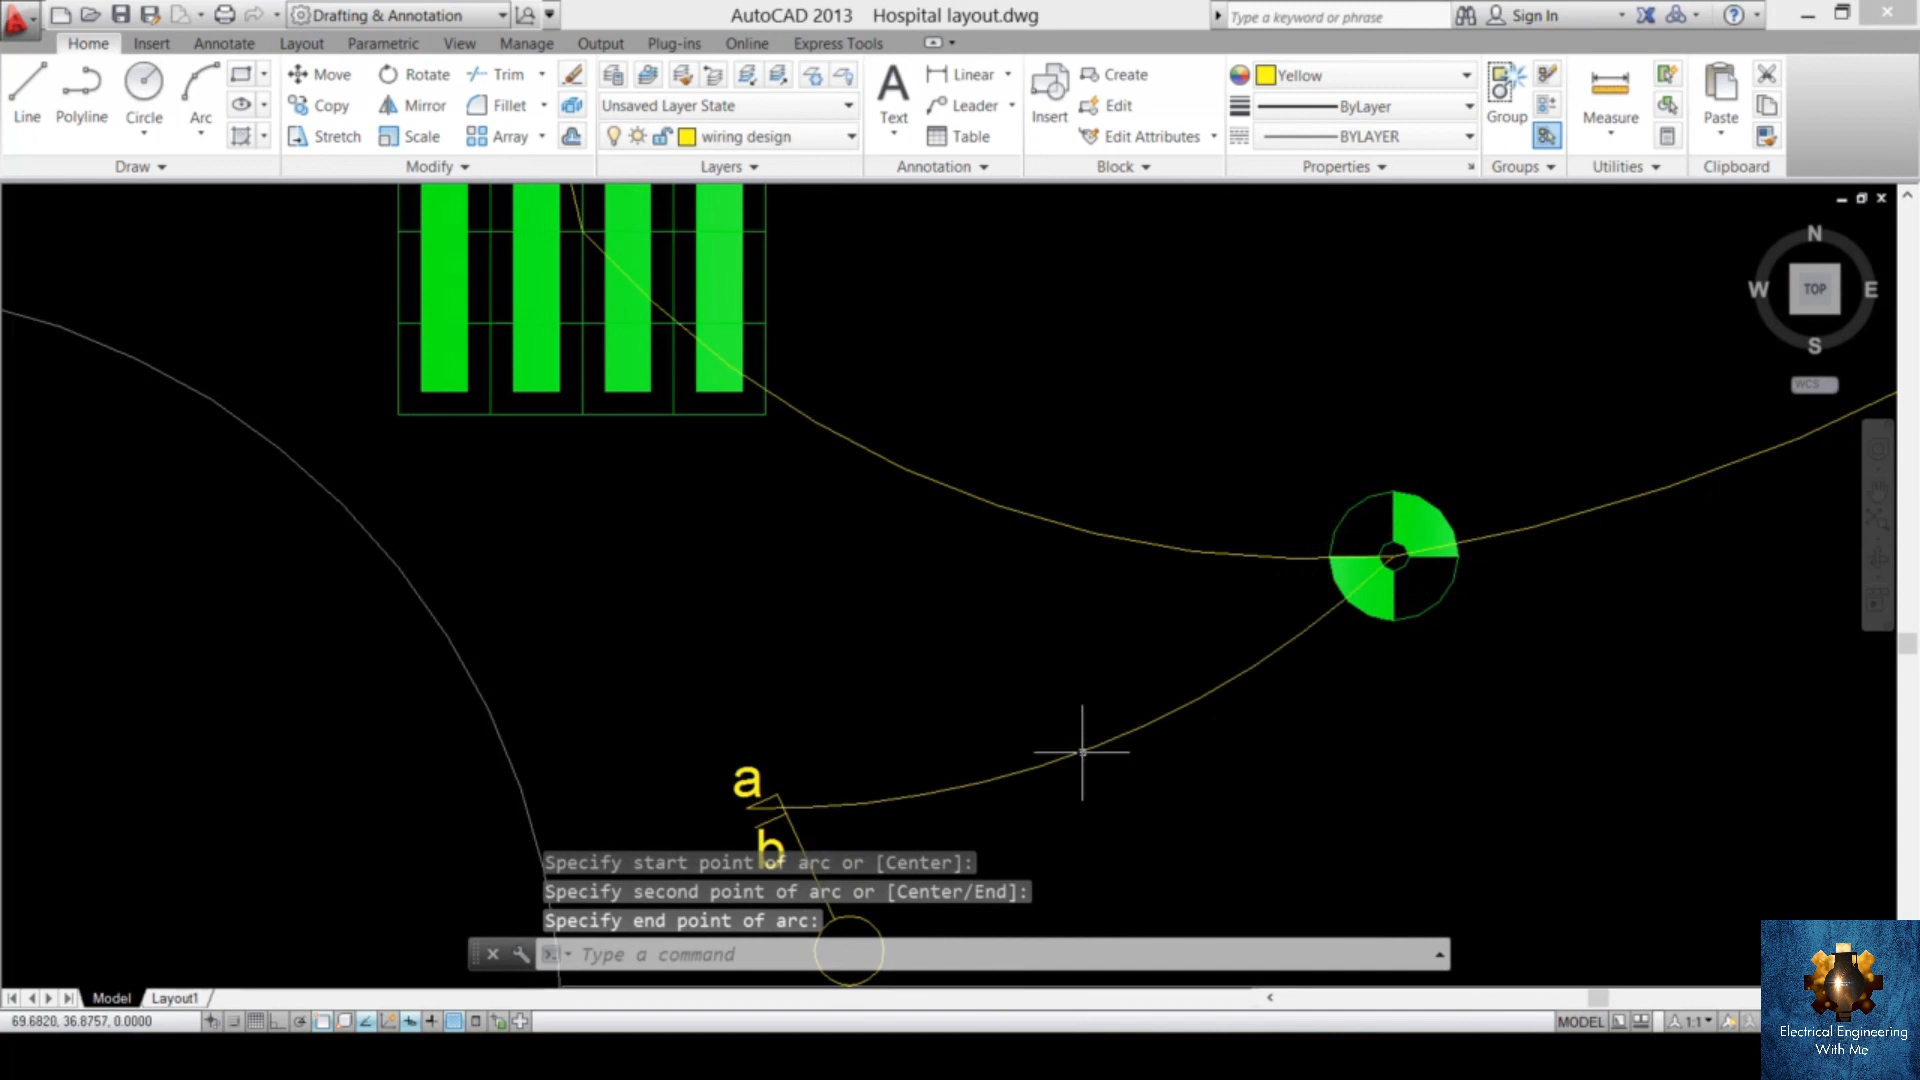 Drafting & Annotation
AutoCAD 2013 Hospital layout.dwg
Type a keyword or phrase
Sign In
Home Insert Annotate Layout Parametric View Manage Output Plug-ins Online Express Tools
Line Polyline Circle Arc
Move Rotate Trim
Copy Mirror Fillet
Stretch Scale Array
Unsaved Layer State
wiring design
Text
Linear
Leader
Table
Insert
Create
Edit
Edit Attributes
Yellow
ByLayer
BYLAYER
Group
Measure
Paste
Draw Modify Layers Annotation Block Properties Groups Utilities Clipboard
N
W TOP E
S
WCS
a
b
Specify start point of arc or [Center]:
Specify second point of arc or [Center/End]:
Specify end point of arc:
Type a command
Model Layout1
69.6820, 36.8757, 0.0000
MODEL
1:1
Electrical Engineering
With Me